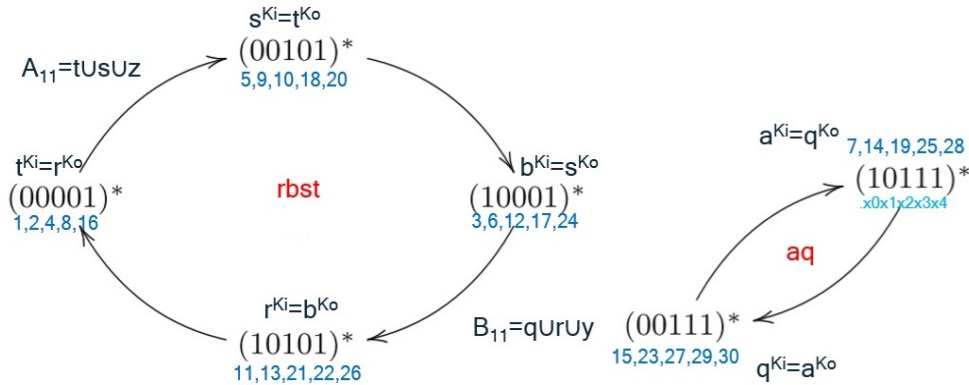 s^Ki=t^Ko
(00101)*
5,9,10,18,20
A₁₁=tUsUz
t^Ki=r^Ko
(00001)*
1,2,4,8,16
rbst
b^Ki=s^Ko
(10001)*
3,6,12,17,24
r^Ki=b^Ko
(10101)*
11,13,21,22,26
a^Ki=q^Ko
7,14,19,25,28
(10111)*
.x0x1x2x3x4
aq
B₁₁=qUrUy
(00111)*
15,23,27,29,30
q^Ki=a^Ko